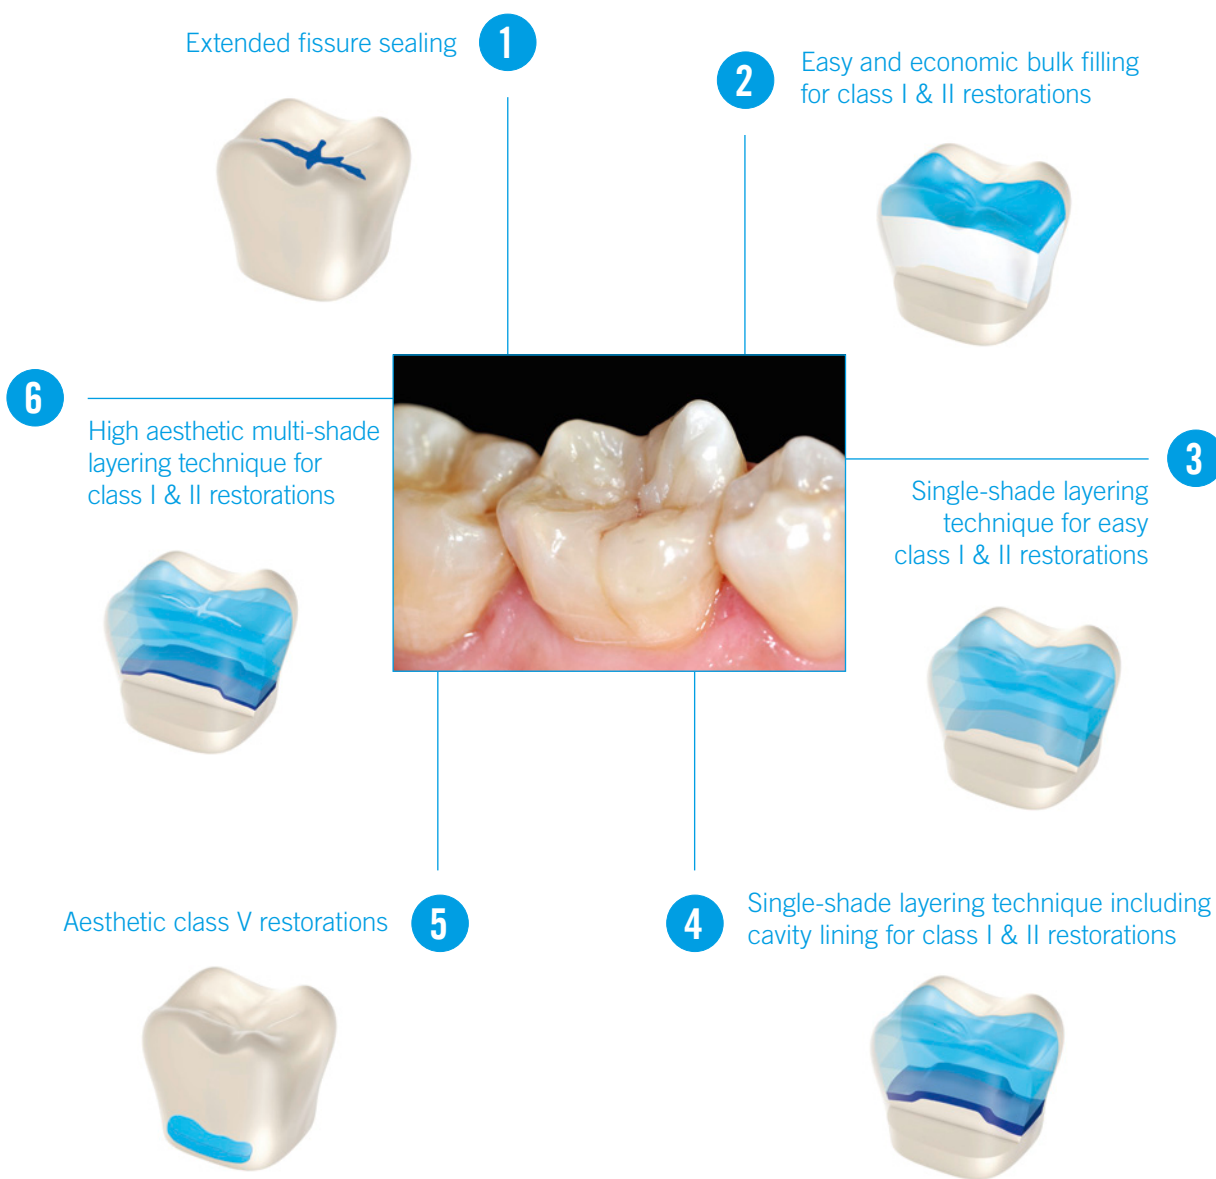 Extended fissure sealing
1
2
Easy and economic bulk filling
for class I & II restorations
6
High aesthetic multi-shade
layering technique for
class I & II restorations
3
Single-shade layering
technique for easy
class I & II restorations
Aesthetic class V restorations
5
4
Single-shade layering technique including
cavity lining for class I & II restorations